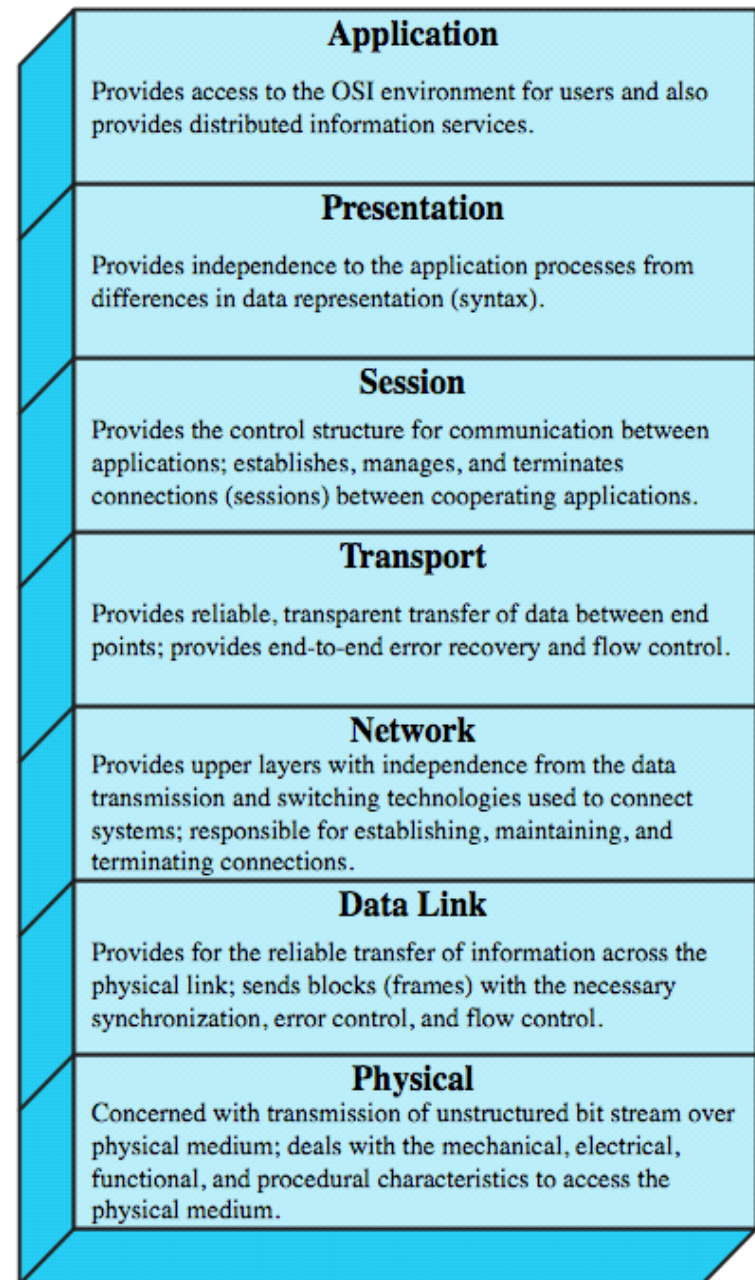 Application
Provides access to the OSI environment for users and also
provides distributed information services.
Presentation
Provides independence to the application processes from
differences in data representation (syntax).
Session
Provides the control structure for communication between
applications; establishes, manages, and terminates
connections (sessions) between cooperating applications.
Transport
Provides reliable, transparent transfer of data between end
points; provides end-to-end error recovery and flow control.
Network
Provides upper layers with independence from the data
transmission and switching technologies used to connect
systems; responsible for establishing, maintaining, and
terminating connections.
Data Link
Provides for the reliable transfer of information across the
physical link; sends blocks (frames) with the necessary
synchronization, error control, and flow control.
Physical
Concerned with transmission of unstructured bit stream over
physical medium; deals with the mechanical, electrical,
functional, and procedural characteristics to access the
physical medium.